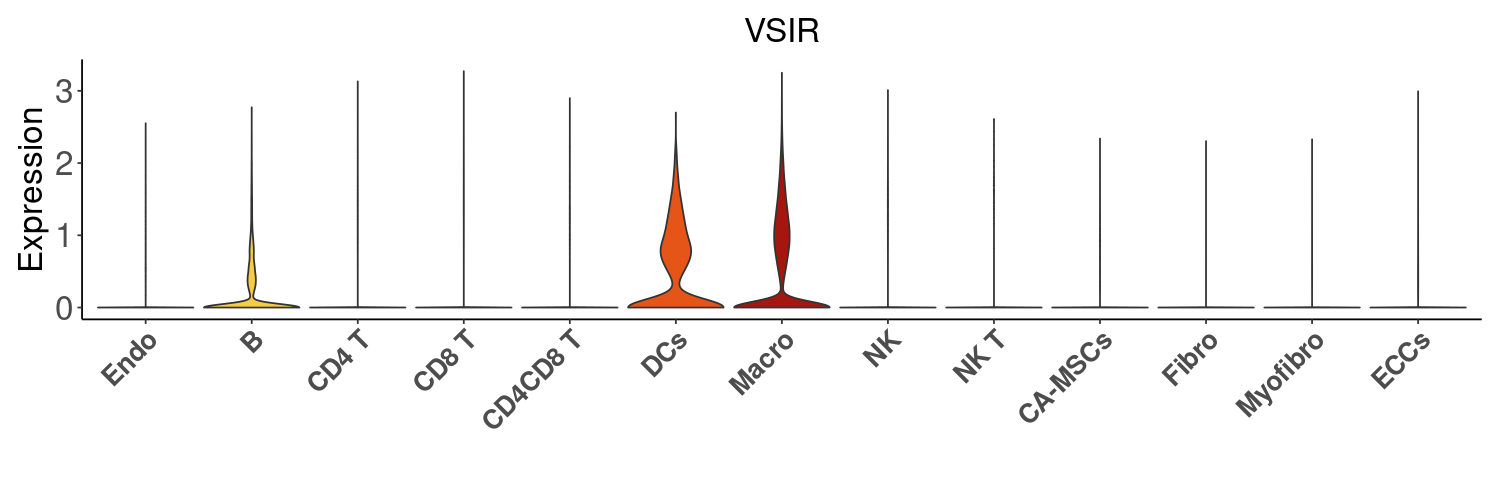 VSIR
Expression
3
2
1
0
Endo
B
CD4 T
CD8 T
CD4CD8 T
DCs
Macro
NK
NK T
CA-MSCs
Fibro
Myofibro
ECCs